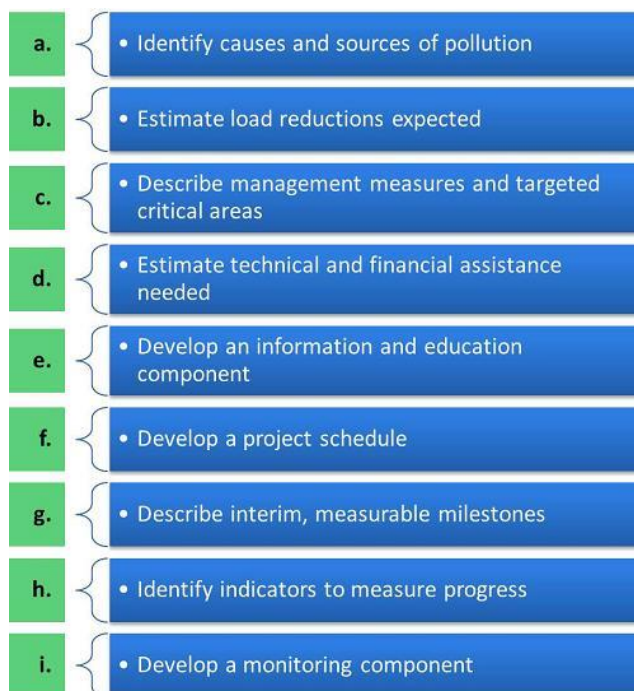 a.
• Identify causes and sources of pollution
b.
• Estimate load reductions expected
c.
• Describe management measures and targeted
critical areas
d.
• Estimate technical and financial assistance
needed
e.
• Develop an information and education
component
f.
• Develop a project schedule
g.
• Describe interim, measurable milestones
h.
• Identify indicators to measure progress
i.
• Develop a monitoring component